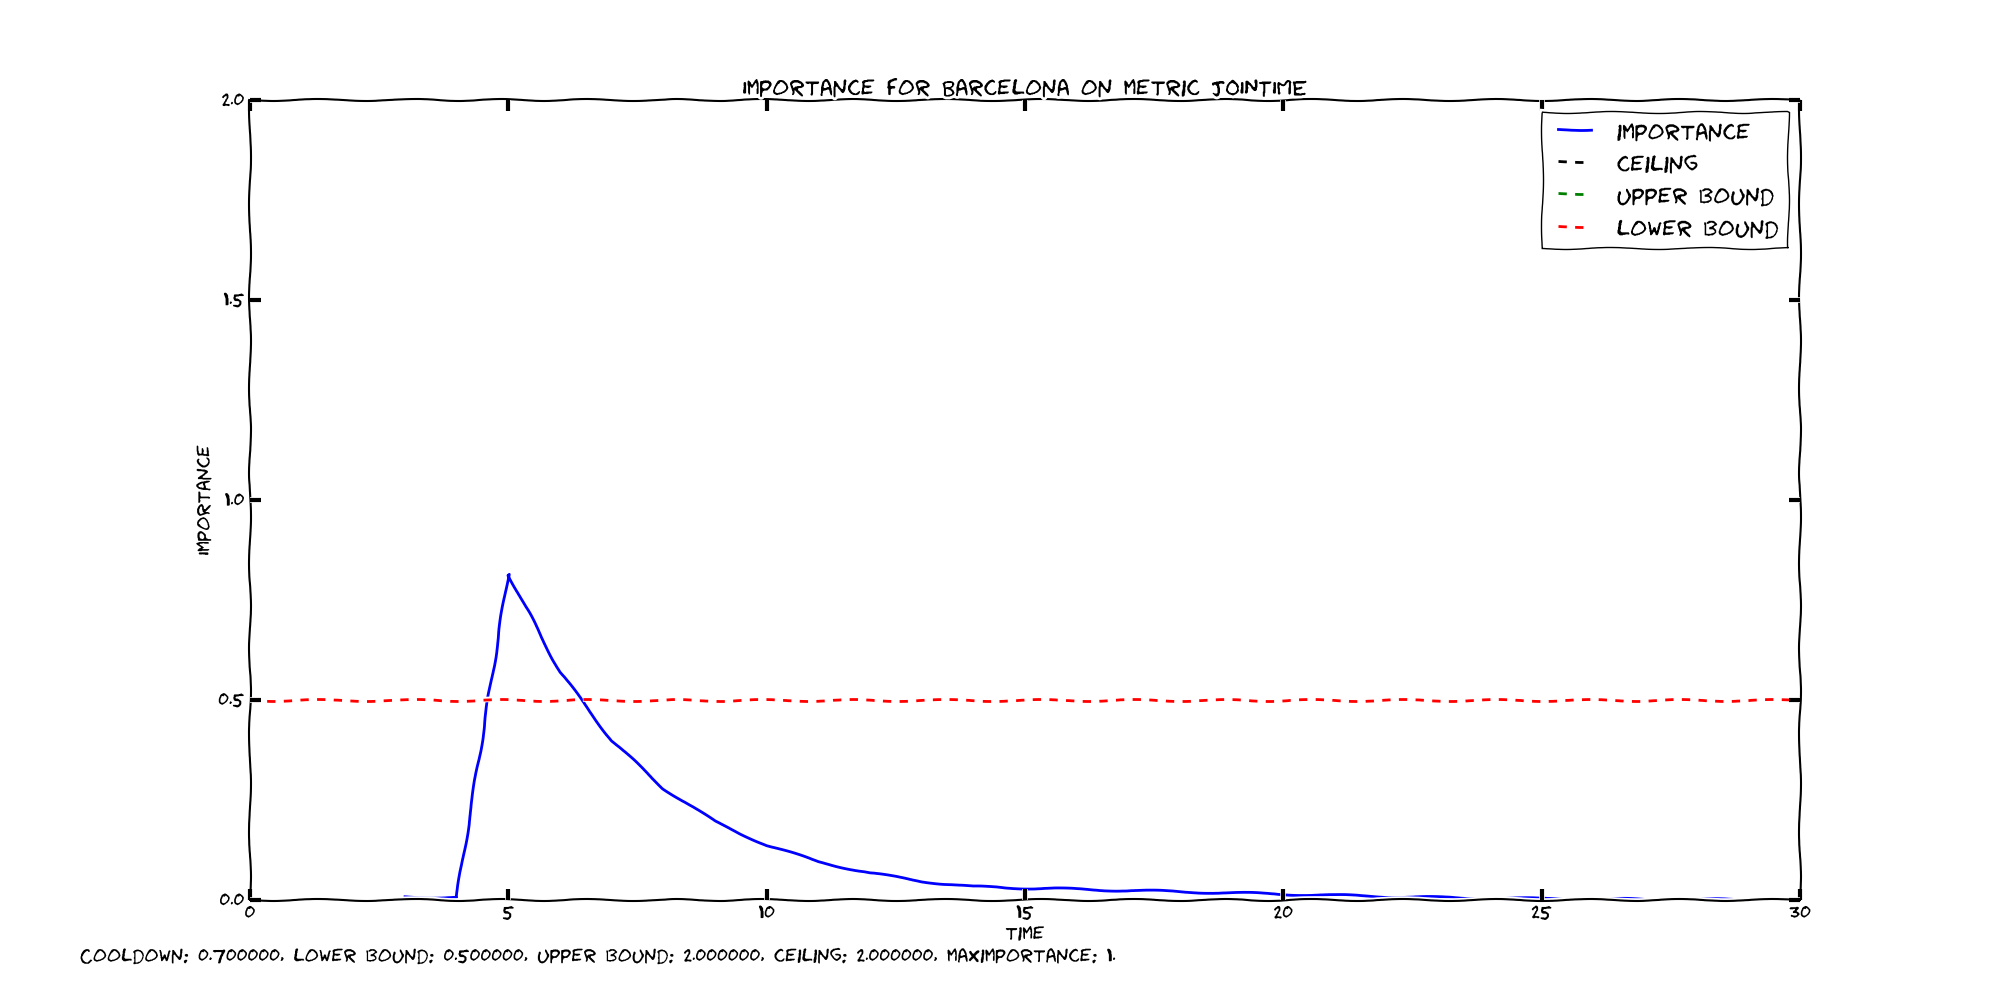 IMPORTANCE FOR BARCELONA ON METRIC JOINTIME
2.0
1.5
1.0
0.5
0.0
IMPORTANCE
IMPORTANCE
CEILING
UPPER BOUND
LOWER BOUND
0 5 10 15 20 25 30
TIME
COOLDOWN: 0.700000, LOWER BOUND: 0.500000, UPPER BOUND: 2.000000, CEILING: 2.000000, MAXIMPORTANCE: 1.